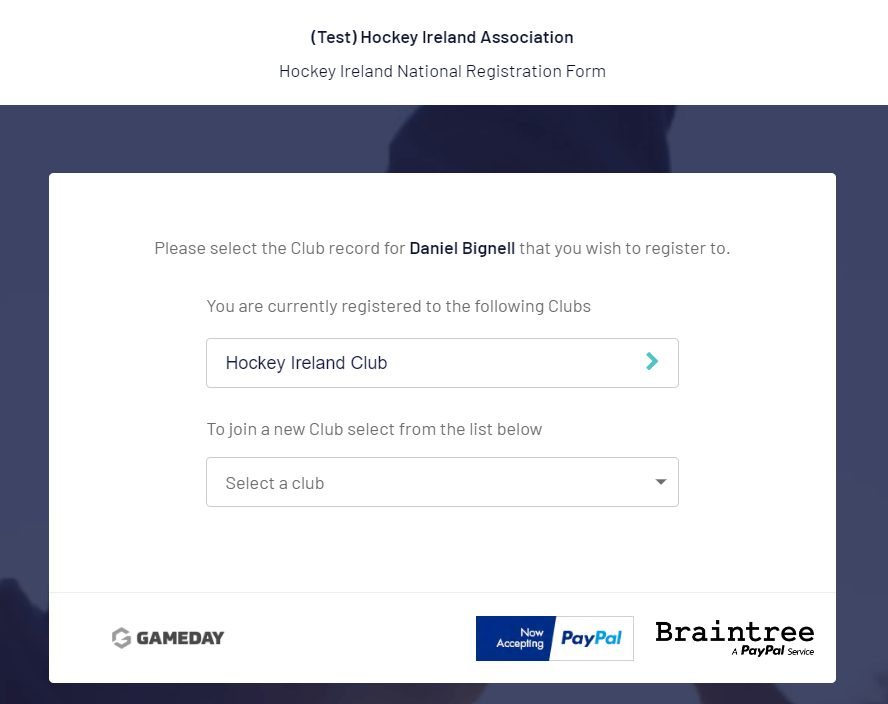 (Test) Hockey Ireland Association
Hockey Ireland National Registration Form
Please select the Club record for Daniel Bignell that you wish to register to.
You are currently registered to the following Clubs
Hockey Ireland Club
To join a new Club select from the list below
Select a club
GAMEDAY
Now
Accepting
PayPal
Braintree
A PayPal Service